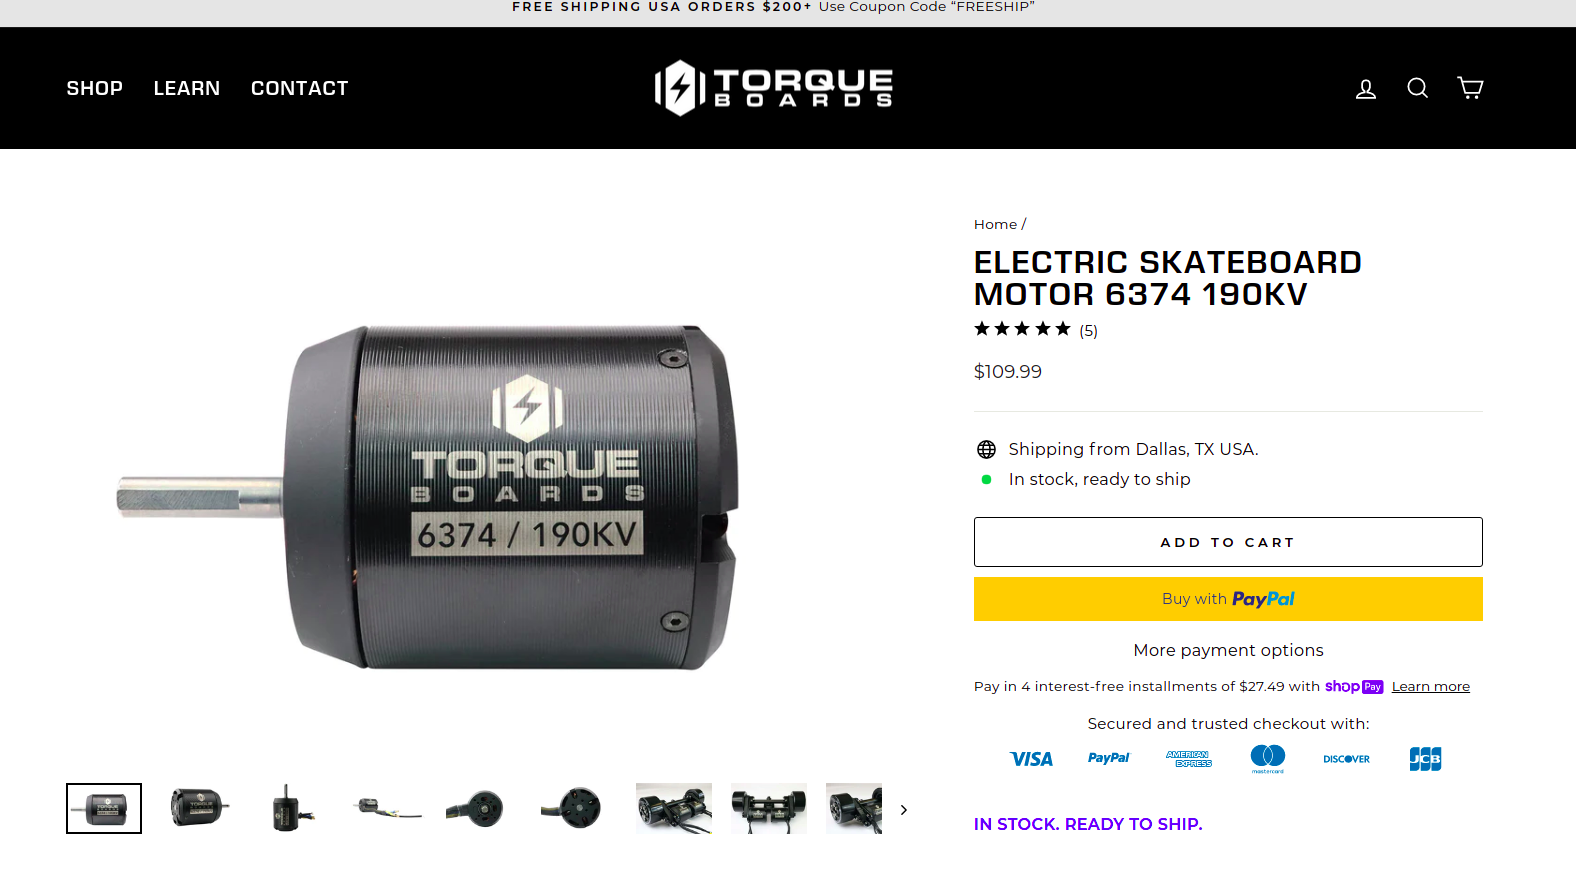 FREE SHIPPING USA ORDERS $200+ Use Coupon Code “FREESHIP”
SHOP LEARN CONTACT
TORQUE
BOARDS
Home /
ELECTRIC SKATEBOARD
MOTOR 6374 190KV
(5)
$109.99
Shipping from Dallas, TX USA.
In stock, ready to ship
ADD TO CART
Buy with PayPal
More payment options
Pay in 4 interest-free installments of $27.49 with shop Pay Learn more
Secured and trusted checkout with:
VISA PayPal AMERICAN EXPRESS mastercard DISCOVER JCB
IN STOCK. READY TO SHIP.
TORQUE
BOARDS
6374 / 190KV